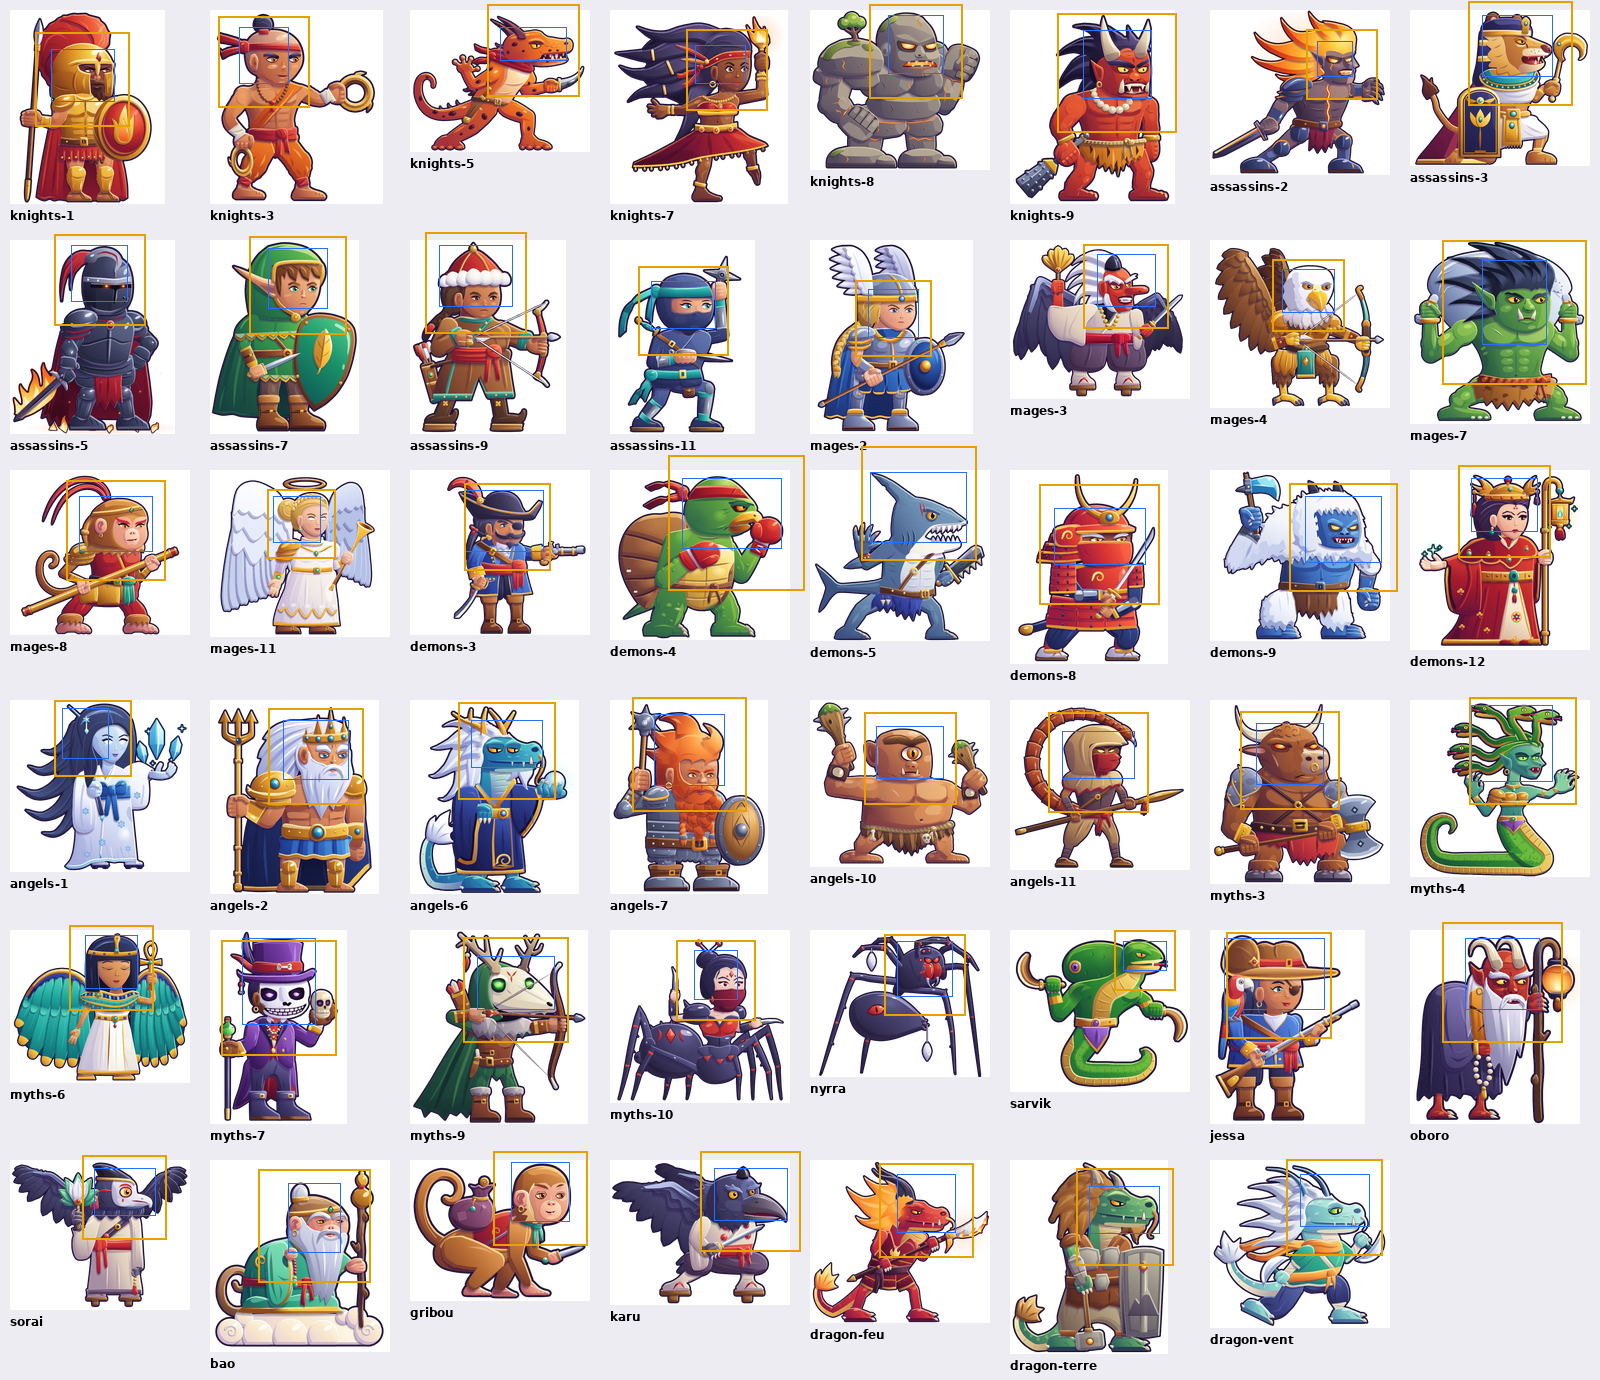 knights-1
knights-3
knights-5
knights-7
knights-8
knights-9
assassins-2
assassins-3
assassins-5
assassins-7
assassins-9
assassins-11
mages-2
mages-3
mages-4
mages-7
mages-8
mages-11
demons-3
demons-4
demons-5
demons-8
demons-9
demons-12
angels-1
angels-2
angels-6
angels-7
angels-10
angels-11
myths-3
myths-4
myths-6
myths-7
myths-9
myths-10
nyrra
sarvik
jessa
oboro
sorai
bao
gribou
karu
dragon-feu
dragon-terre
dragon-vent